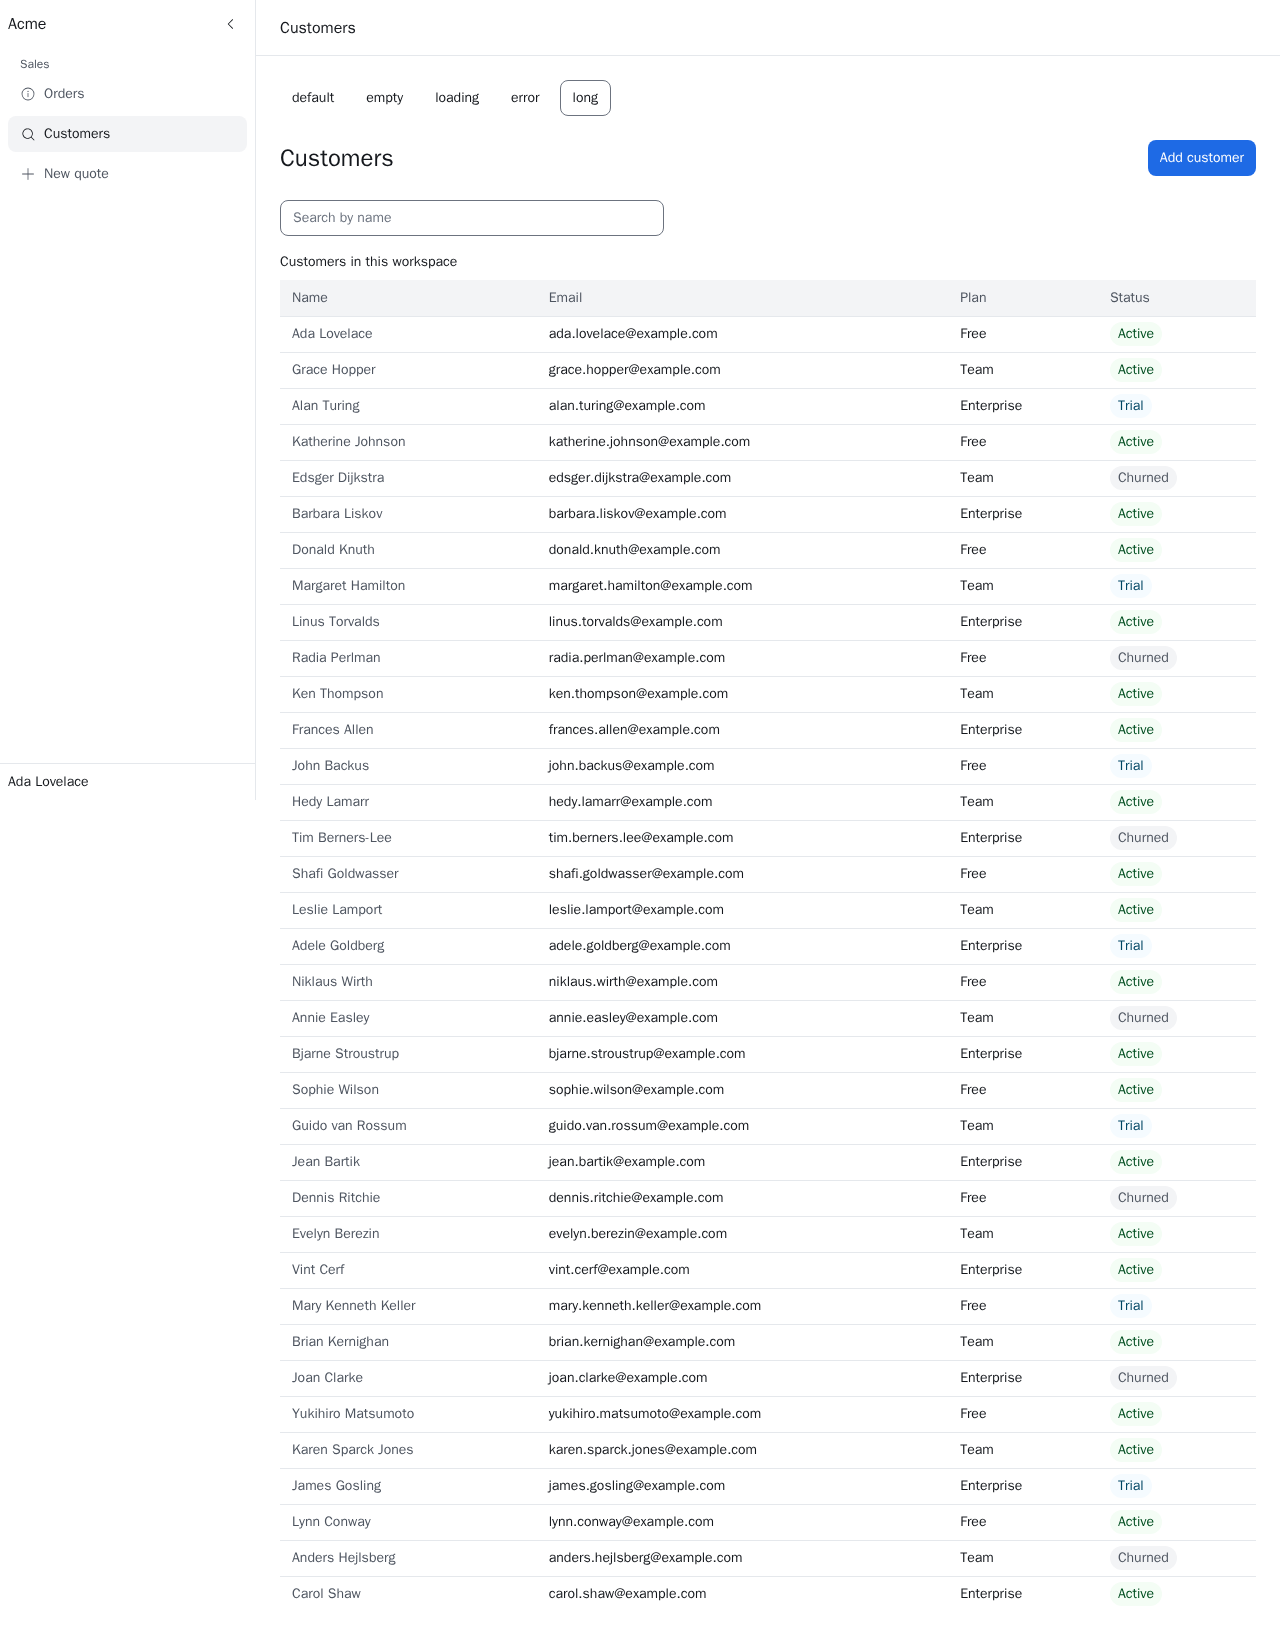 Acme
Sales
Orders
Customers
New quote
Ada Lovelace
Customers
default empty loading error long
Customers
Add customer
Search by name
Customers in this workspace
Name Email Plan Status
Ada Lovelace ada.lovelace@example.com Free Active
Grace Hopper grace.hopper@example.com Team Active
Alan Turing alan.turing@example.com Enterprise Trial
Katherine Johnson katherine.johnson@example.com Free Active
Edsger Dijkstra edsger.dijkstra@example.com Team Churned
Barbara Liskov barbara.liskov@example.com Enterprise Active
Donald Knuth donald.knuth@example.com Free Active
Margaret Hamilton margaret.hamilton@example.com Team Trial
Linus Torvalds linus.torvalds@example.com Enterprise Active
Radia Perlman radia.perlman@example.com Free Churned
Ken Thompson ken.thompson@example.com Team Active
Frances Allen frances.allen@example.com Enterprise Active
John Backus john.backus@example.com Free Trial
Hedy Lamarr hedy.lamarr@example.com Team Active
Tim Berners-Lee tim.berners.lee@example.com Enterprise Churned
Shafi Goldwasser shafi.goldwasser@example.com Free Active
Leslie Lamport leslie.lamport@example.com Team Active
Adele Goldberg adele.goldberg@example.com Enterprise Trial
Niklaus Wirth niklaus.wirth@example.com Free Active
Annie Easley annie.easley@example.com Team Churned
Bjarne Stroustrup bjarne.stroustrup@example.com Enterprise Active
Sophie Wilson sophie.wilson@example.com Free Active
Guido van Rossum guido.van.rossum@example.com Team Trial
Jean Bartik jean.bartik@example.com Enterprise Active
Dennis Ritchie dennis.ritchie@example.com Free Churned
Evelyn Berezin evelyn.berezin@example.com Team Active
Vint Cerf vint.cerf@example.com Enterprise Active
Mary Kenneth Keller mary.kenneth.keller@example.com Free Trial
Brian Kernighan brian.kernighan@example.com Team Active
Joan Clarke joan.clarke@example.com Enterprise Churned
Yukihiro Matsumoto yukihiro.matsumoto@example.com Free Active
Karen Sparck Jones karen.sparck.jones@example.com Team Active
James Gosling james.gosling@example.com Enterprise Trial
Lynn Conway lynn.conway@example.com Free Active
Anders Hejlsberg anders.hejlsberg@example.com Team Churned
Carol Shaw carol.shaw@example.com Enterprise Active